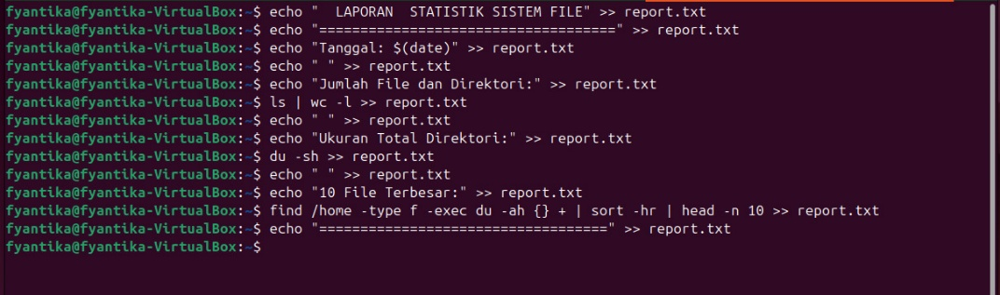 fyantika@fyantika-VirtualBox:~$ echo "  LAPORAN  STATISTIK SISTEM FILE" >> report.txt
fyantika@fyantika-VirtualBox:~$ echo "====================================" >> report.txt
fyantika@fyantika-VirtualBox:~$ echo "Tanggal: $(date)" >> report.txt
fyantika@fyantika-VirtualBox:~$ echo " " >> report.txt
fyantika@fyantika-VirtualBox:~$ echo "Jumlah File dan Direktori:" >> report.txt
fyantika@fyantika-VirtualBox:~$ ls | wc -l >> report.txt
fyantika@fyantika-VirtualBox:~$ echo " " >> report.txt
fyantika@fyantika-VirtualBox:~$ echo "Ukuran Total Direktori:" >> report.txt
fyantika@fyantika-VirtualBox:~$ du -sh >> report.txt
fyantika@fyantika-VirtualBox:~$ echo " " >> report.txt
fyantika@fyantika-VirtualBox:~$ echo "10 File Terbesar:" >> report.txt
fyantika@fyantika-VirtualBox:~$ find /home -type f -exec du -ah {} + | sort -hr | head -n 10 >> report.txt
fyantika@fyantika-VirtualBox:~$ echo "===================================" >> report.txt
fyantika@fyantika-VirtualBox:~$